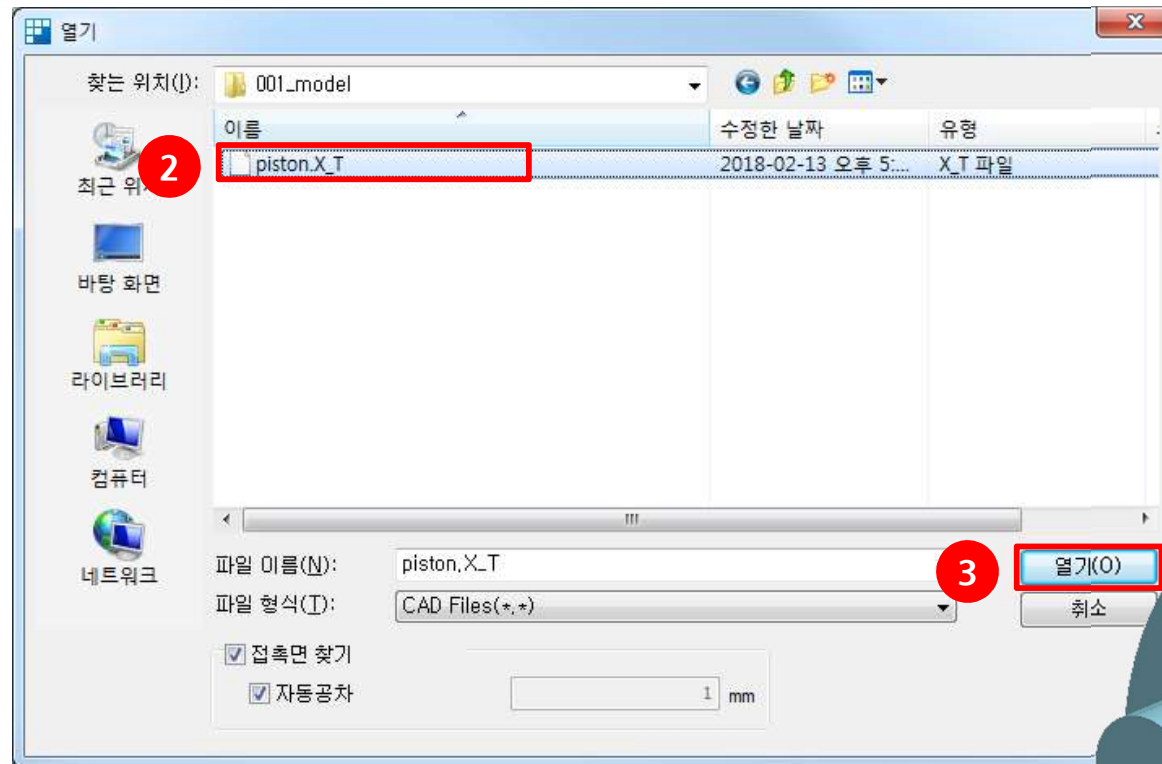 열기
찾는 위치(I):
001_model
이름
수정한 날짜
유형
2
piston.X_T
2018-02-13 오후 5:...
X_T 파일
최근 위
바탕 화면
라이브러리
컴퓨터
네트워크
파일 이름(N):
piston.X_T
3
열기(O)
파일 형식(T):
CAD Files(*.*)
취소
접촉면 찾기
자동공차
1 mm